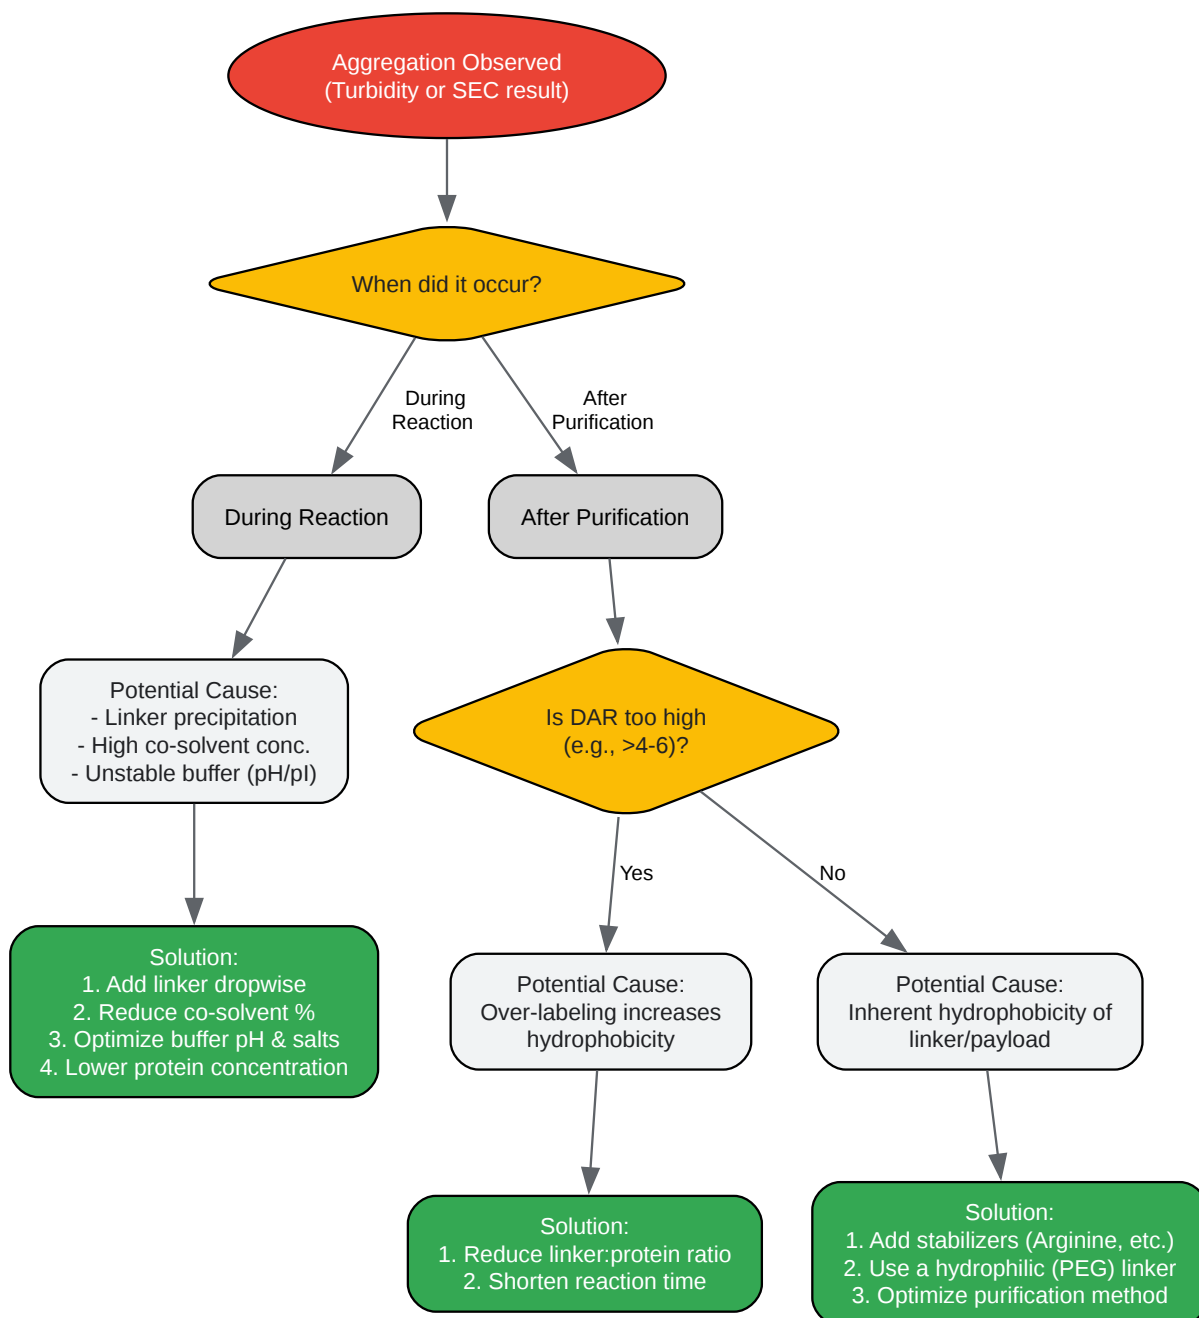 Aggregation Observed
(Turbidity or SEC result)
When did it occur?
During
Reaction
After
Purification
During Reaction
After Purification
Potential Cause:
- Linker precipitation
- High co-solvent conc.
- Unstable buffer (pH/pI)
Is DAR too high
(e.g., >4-6)?
Yes
No
Solution:
1. Add linker dropwise
2. Reduce co-solvent %
3. Optimize buffer pH & salts
4. Lower protein concentration
Potential Cause:
Over-labeling increases
hydrophobicity
Potential Cause:
Inherent hydrophobicity of
linker/payload
Solution:
1. Reduce linker:protein ratio
2. Shorten reaction time
Solution:
1. Add stabilizers (Arginine, etc.)
2. Use a hydrophilic (PEG) linker
3. Optimize purification method